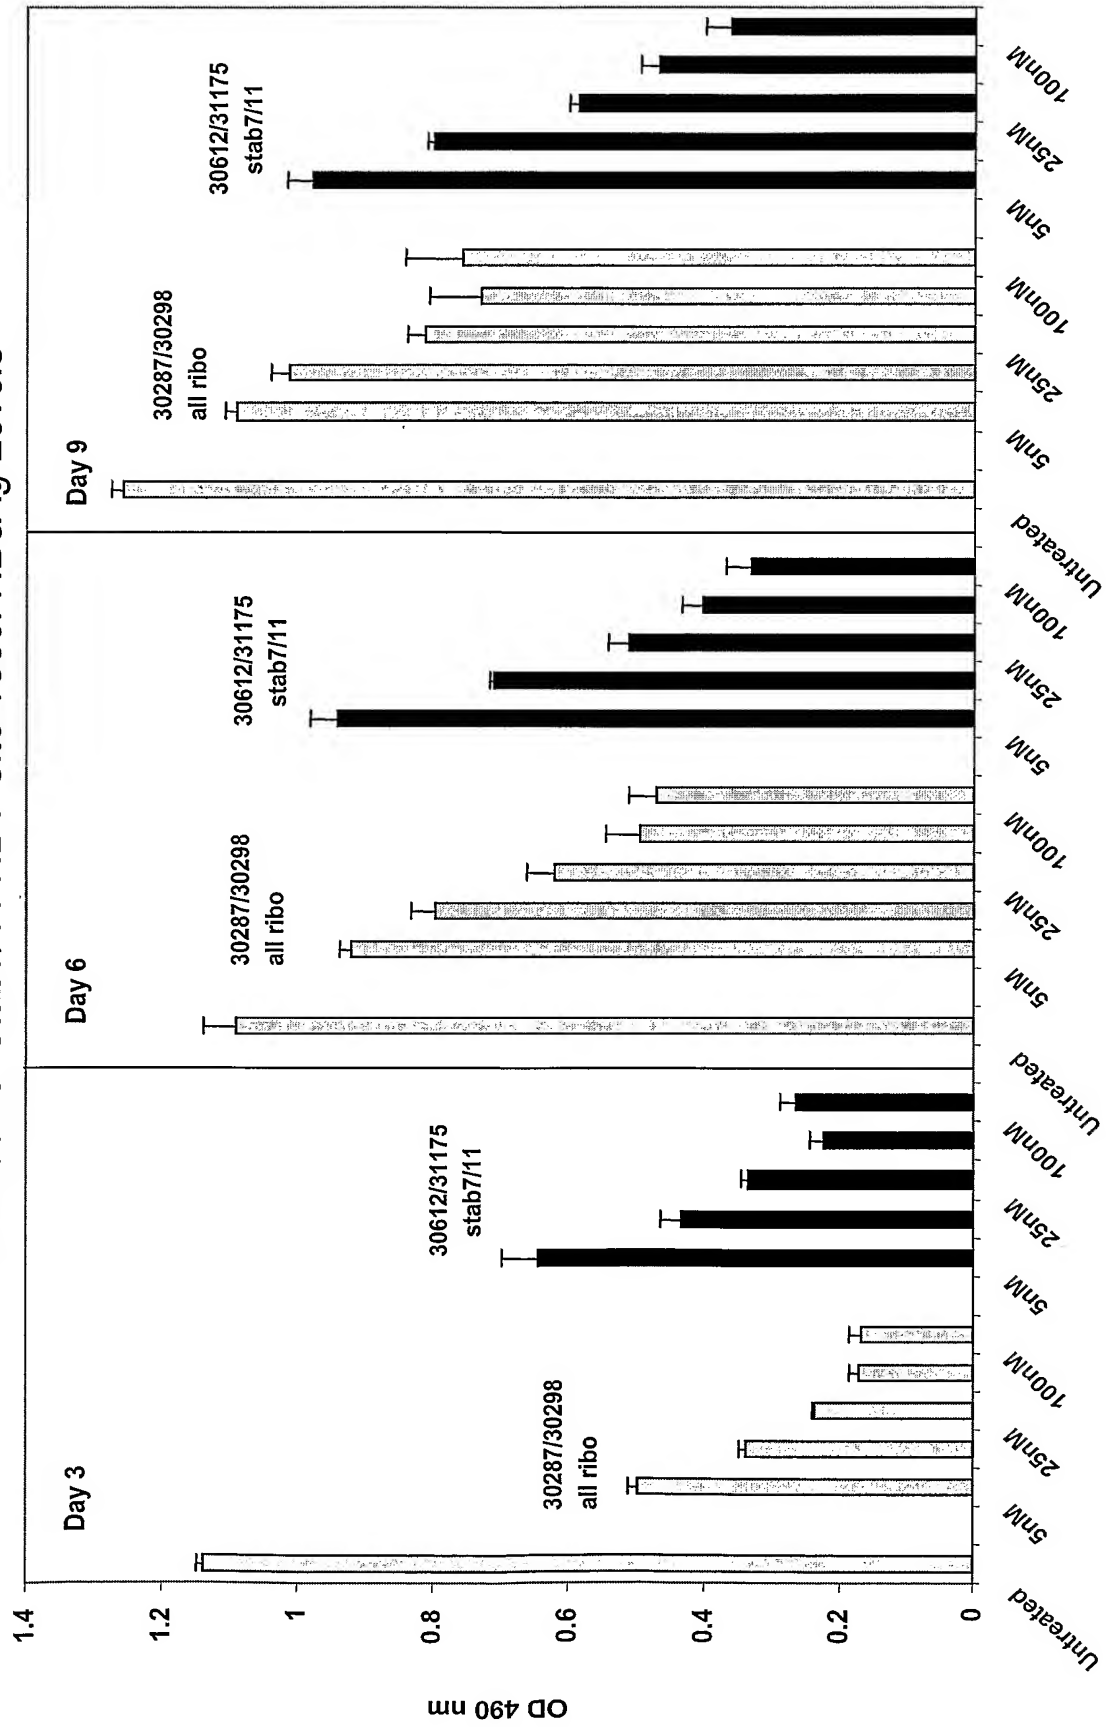 Day 3
Day 6
Day 9
30287/30298
all ribo
30612/31175
stab7/11
30287/30298
all ribo
30612/31175
stab7/11
30287/30298
all ribo
30612/31175
stab7/11
OD 490 nm
1.4
1.2
1
0.8
0.6
0.4
0.2
0
Untreated
5nM
25nM
100nM
5nM
25nM
100nM
Untreated
5nM
25nM
100nM
5nM
25nM
100nM
Untreated
5nM
25nM
100nM
5nM
25nM
100nM